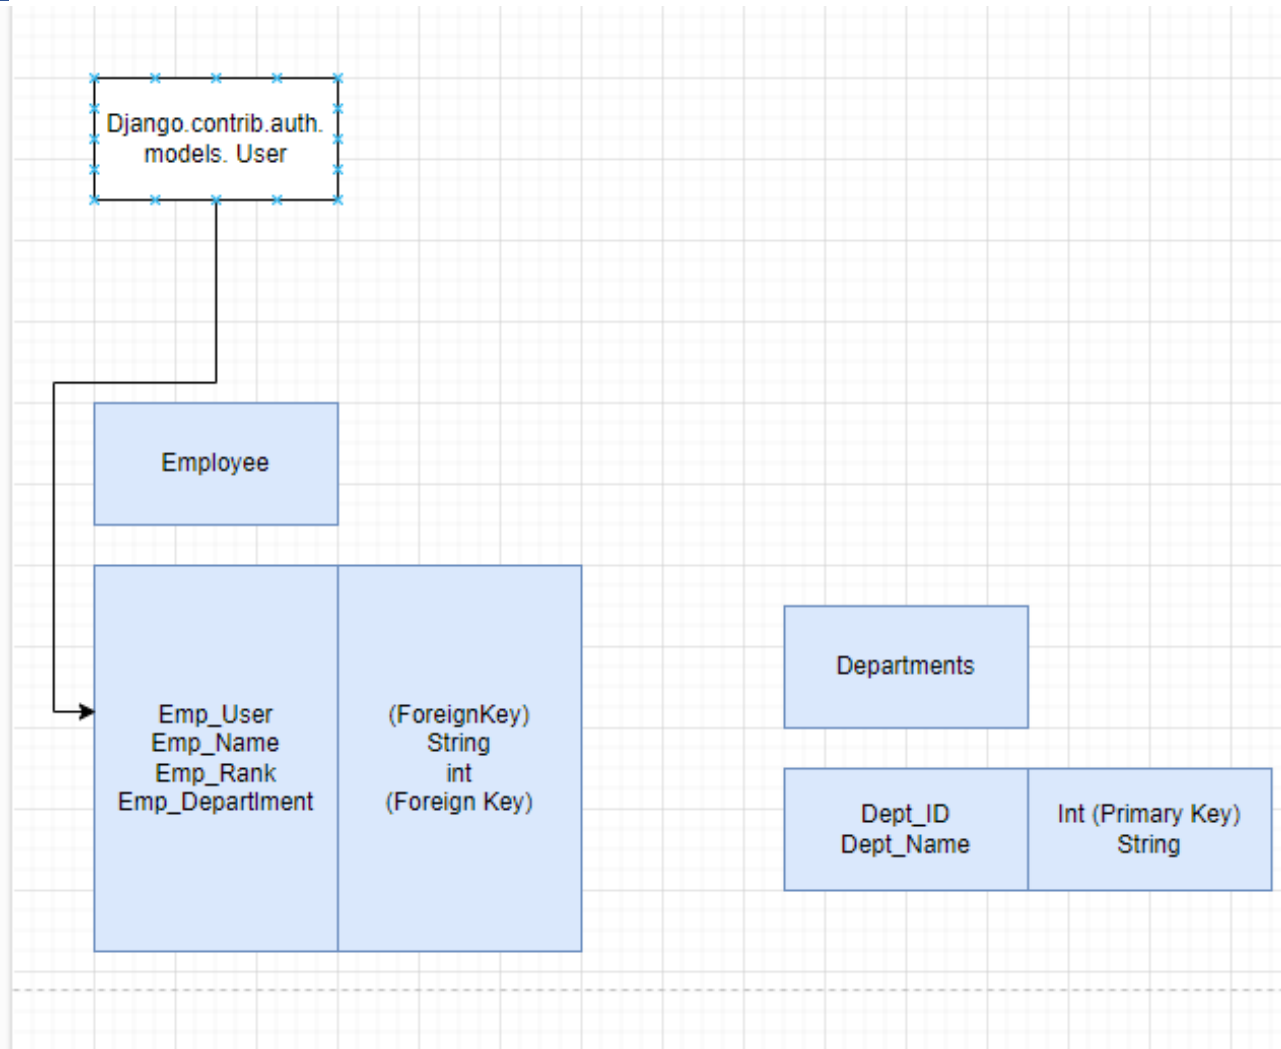 Django.contrib.auth.
models. User
Employee
Emp_User
Emp_Name
Emp_Rank
Emp_Departlment
(ForeignKey)
String
int
(Foreign Key)
Departments
Dept_ID
Dept_Name
Int (Primary Key)
String